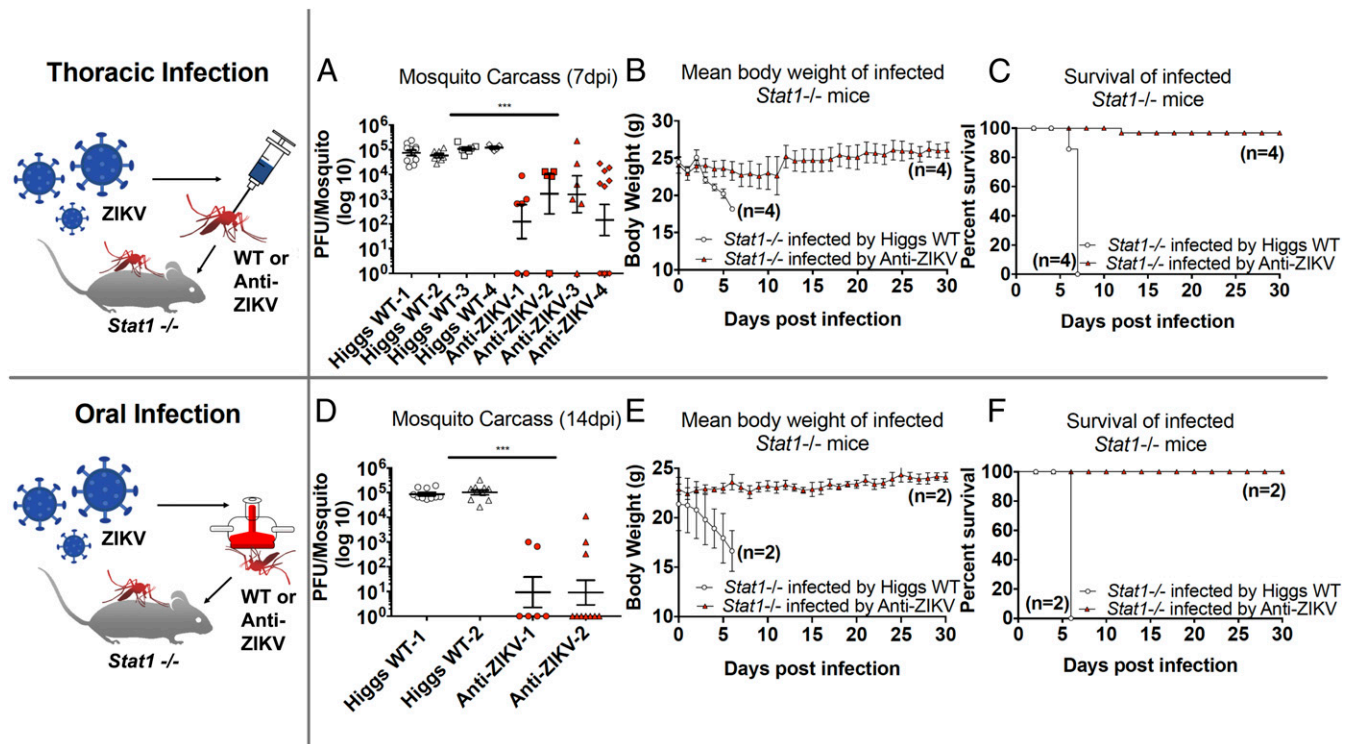 Thoracic Infection
ZIKV
WT or
Anti-
ZIKV
Stat1 -/-
A
Mosquito Carcass (7dpi)
***
PFU/Mosquito
(log 10)
10⁶
10⁵
10⁴
10³
10²
10¹
10⁰
Higgs WT-1
Higgs WT-2
Higgs WT-3
Higgs WT-4
Anti-ZIKV-1
Anti-ZIKV-2
Anti-ZIKV-3
Anti-ZIKV-4
B
Mean body weight of infected
Stat1-/- mice
Body Weight (g)
30
25
20
15
10
(n=4)
(n=4)
Stat1-/- infected by Higgs WT
Stat1-/- infected by Anti-ZIKV
0 5 10 15 20 25 30
Days post infection
C
Survival of infected
Stat1-/- mice
Percent survival
100
80
60
40
20
0
(n=4)
(n=4)
Stat1-/- infected by Higgs WT
Stat1-/- infected by Anti-ZIKV
0 5 10 15 20 25 30
Days post infection
Oral Infection
ZIKV
WT or
Anti-
ZIKV
Stat1 -/-
D
Mosquito Carcass (14dpi)
***
PFU/Mosquito
(log 10)
10⁶
10⁵
10⁴
10³
10²
10¹
10⁰
Higgs WT-1
Higgs WT-2
Anti-ZIKV-1
Anti-ZIKV-2
E
Mean body weight of infected
Stat1-/- mice
Body Weight (g)
25
22
19
16
13
10
(n=2)
(n=2)
Stat1-/- infected by Higgs WT
Stat1-/- infected by Anti-ZIKV
0 5 10 15 20 25 30
Days post infection
F
Survival of infected
Stat1-/- mice
Percent survival
100
80
60
40
20
0
(n=2)
(n=2)
Stat1-/- infected by Higgs WT
Stat1-/- infected by Anti-ZIKV
0 5 10 15 20 25 30
Days post infection